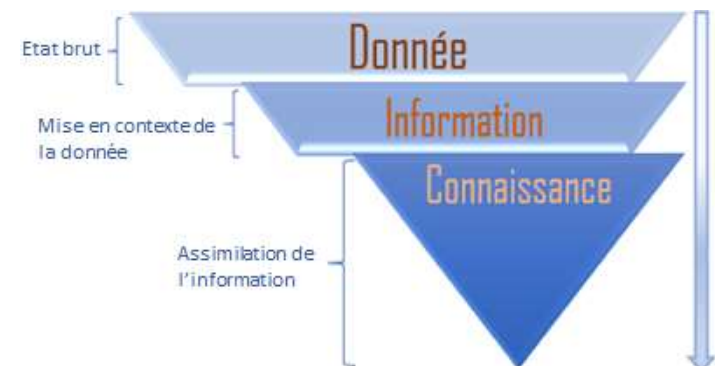 Etat brut
Donnée
Mise en contexte de
la donnée
Information
Connaissance
Assimilation de
l'information